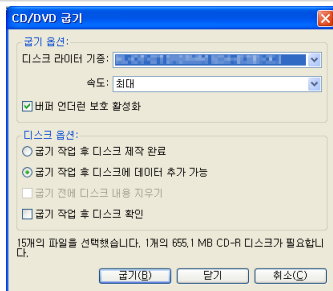 CD/DVD 굽기
굽기 옵션:
디스크 라이터 기종:
속도: 최대
버퍼 언더런 보호 활성화
디스크 옵션:
굽기 작업 후 디스크 제작 완료
굽기 작업 후 디스크에 데이터 추가 가능
굽기 전에 디스크 내용 지우기
굽기 작업 후 디스크 확인
15개의 파일을 선택했습니다. 1개의 655.1 MB CD-R 디스크가 필요합니
다.
굽기(B) 닫기 취소(C)